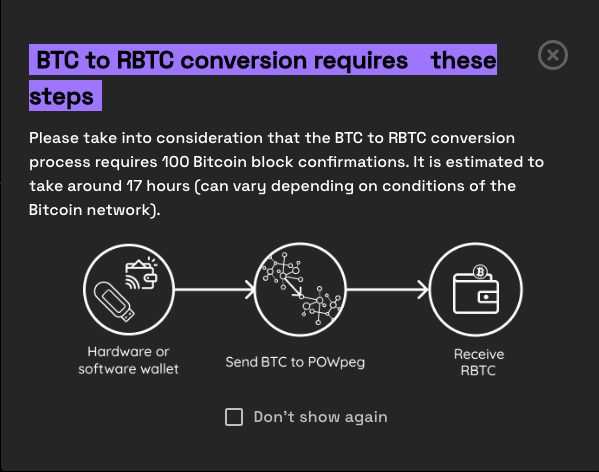 BTC to RBTC conversion requires these
steps
Please take into consideration that the BTC to RBTC conversion
process requires 100 Bitcoin block confirmations. It is estimated to
take around 17 hours (can vary depending on conditions of the
Bitcoin network).
Hardware or
software wallet
Send BTC to POWpeg
Receive
RBTC
Don't show again